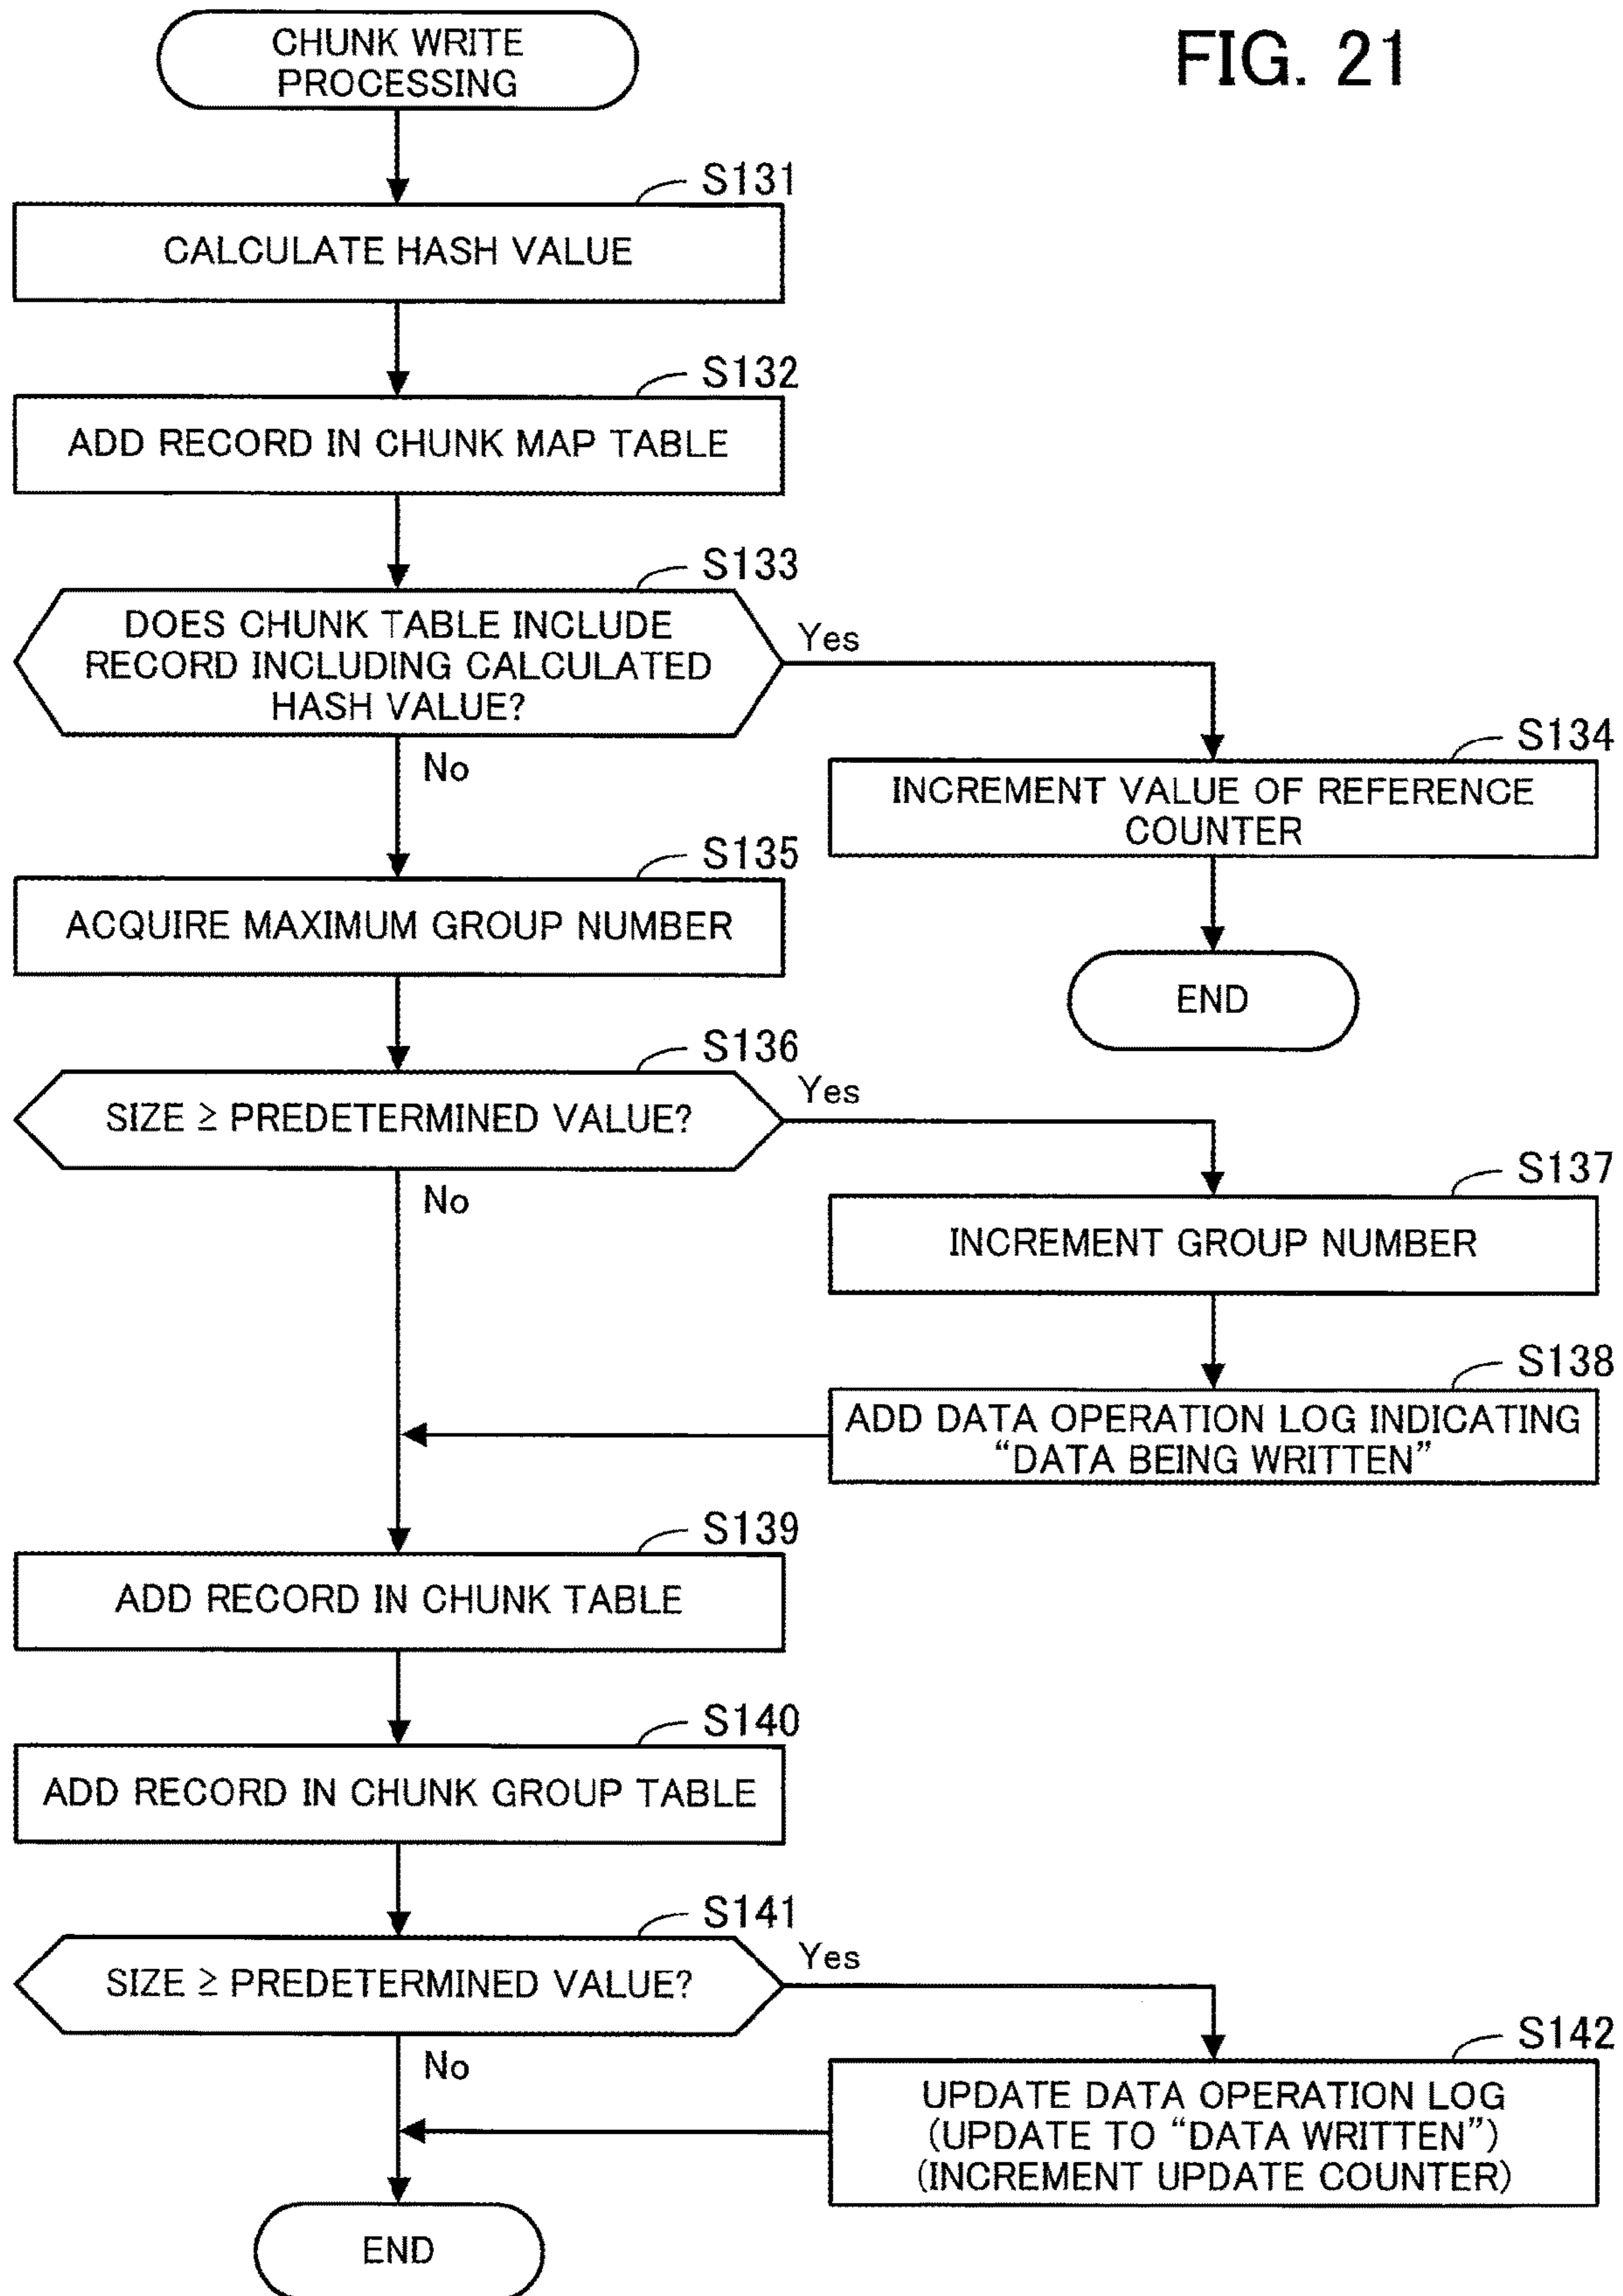 FIG. 21
CHUNK WRITE
PROCESSING
S131
CALCULATE HASH VALUE
S132
ADD RECORD IN CHUNK MAP TABLE
S133
DOES CHUNK TABLE INCLUDE
RECORD INCLUDING CALCULATED
HASH VALUE?
Yes
No
S134
INCREMENT VALUE OF REFERENCE
COUNTER
END
S135
ACQUIRE MAXIMUM GROUP NUMBER
S136
SIZE ≥ PREDETERMINED VALUE?
Yes
No
S137
INCREMENT GROUP NUMBER
S138
ADD DATA OPERATION LOG INDICATING
“DATA BEING WRITTEN”
S139
ADD RECORD IN CHUNK TABLE
S140
ADD RECORD IN CHUNK GROUP TABLE
S141
SIZE ≥ PREDETERMINED VALUE?
Yes
No
S142
UPDATE DATA OPERATION LOG
(UPDATE TO “DATA WRITTEN”)
(INCREMENT UPDATE COUNTER)
END